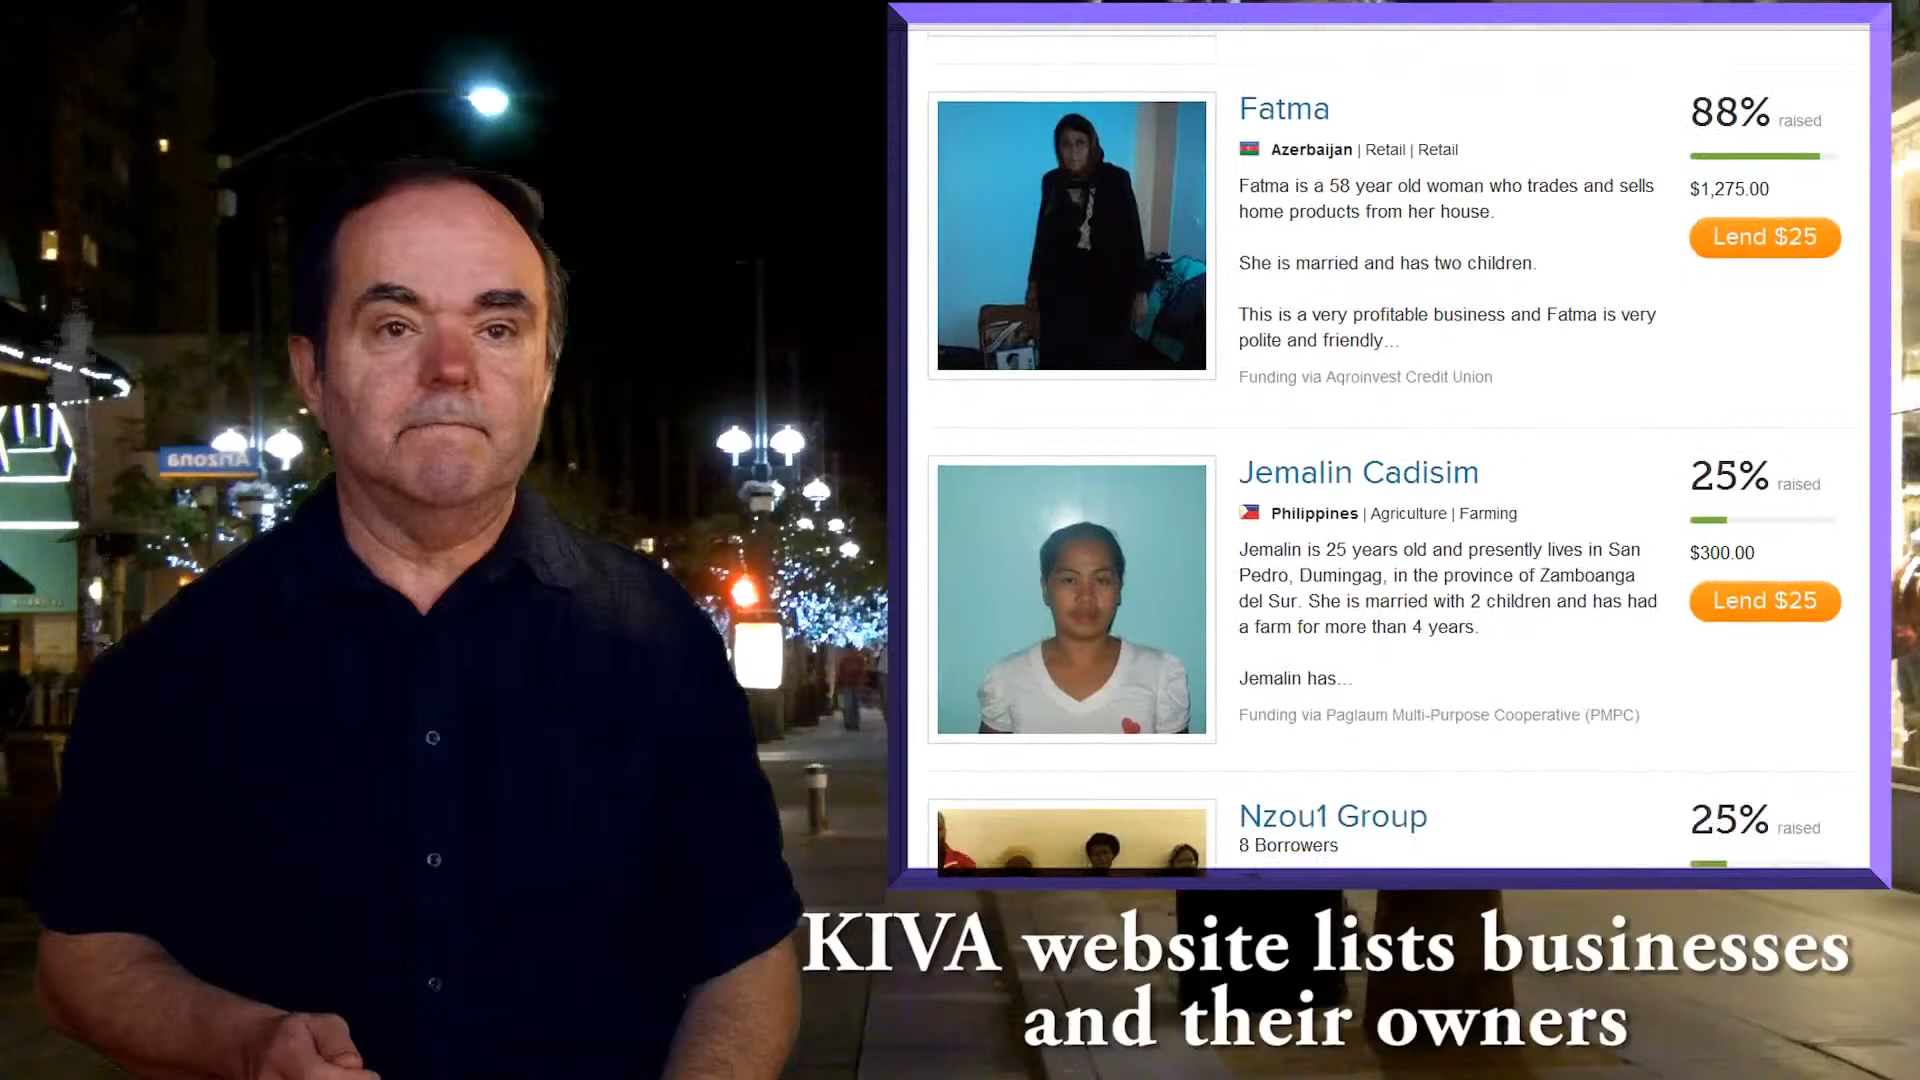 Arizona
Fatma
Azerbaijan | Retail | Retail
Fatma is a 58 year old woman who trades and sells
home products from her house.
She is married and has two children.
This is a very profitable business and Fatma is very
polite and friendly...
Funding via Aqroinvest Credit Union
88% raised
$1,275.00
Lend $25
Jemalin Cadisim
Philippines | Agriculture | Farming
Jemalin is 25 years old and presently lives in San
Pedro, Dumingag, in the province of Zamboanga
del Sur. She is married with 2 children and has had
a farm for more than 4 years.
Jemalin has...
Funding via Paglaum Multi-Purpose Cooperative (PMPC)
25% raised
$300.00
Lend $25
Nzou1 Group
8 Borrowers
25% raised
KIVA website lists businesses
and their owners